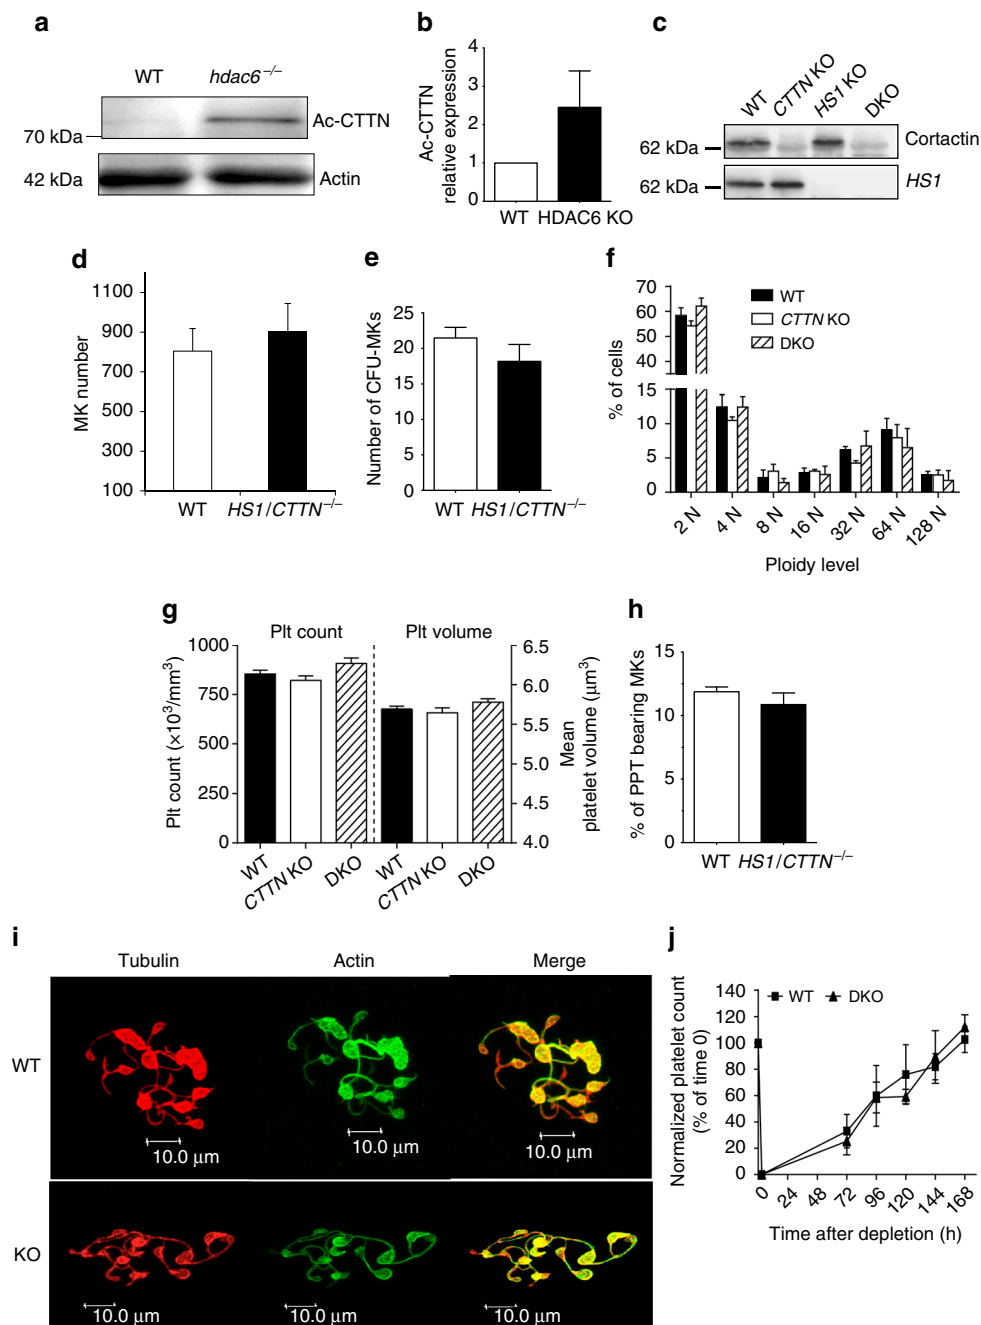 a
WT
hdac6–/–
Ac-CTTN
70 kDa
42 kDa
Actin
b
Ac-CTTN
relative expression
4
3
2
1
0
WT
HDAC6 KO
c
WT
CTTN KO
HS1 KO
DKO
62 kDa
Cortactin
62 kDa
HS1
d
MK number
1100
900
700
500
300
100
WT
HS1/CTTN–/–
e
Number of CFU-MKs
25
20
15
10
5
0
WT
HS1/CTTN–/–
f
% of cells
70
60
50
40
15
10
5
0
WT
CTTN KO
DKO
2 N
4 N
8 N
16 N
32 N
64 N
128 N
Ploidy level
g
Plt count
Plt volume
Plt count (×10³/mm³)
1000
750
500
250
0
6.5
6.0
5.5
5.0
4.5
4.0
Mean
platelet volume (μm³)
WT
CTTN KO
DKO
WT
CTTN KO
DKO
h
% of PPT bearing MKs
15
10
5
0
WT
HS1/CTTN–/–
i
Tubulin
Actin
Merge
WT
10.0 μm
10.0 μm
10.0 μm
KO
10.0 μm
10.0 μm
10.0 μm
j
Normalized platelet count
(% of time 0)
140
120
100
80
60
40
20
0
WT
DKO
0
24
48
72
96
120
144
168
Time after depletion (h)